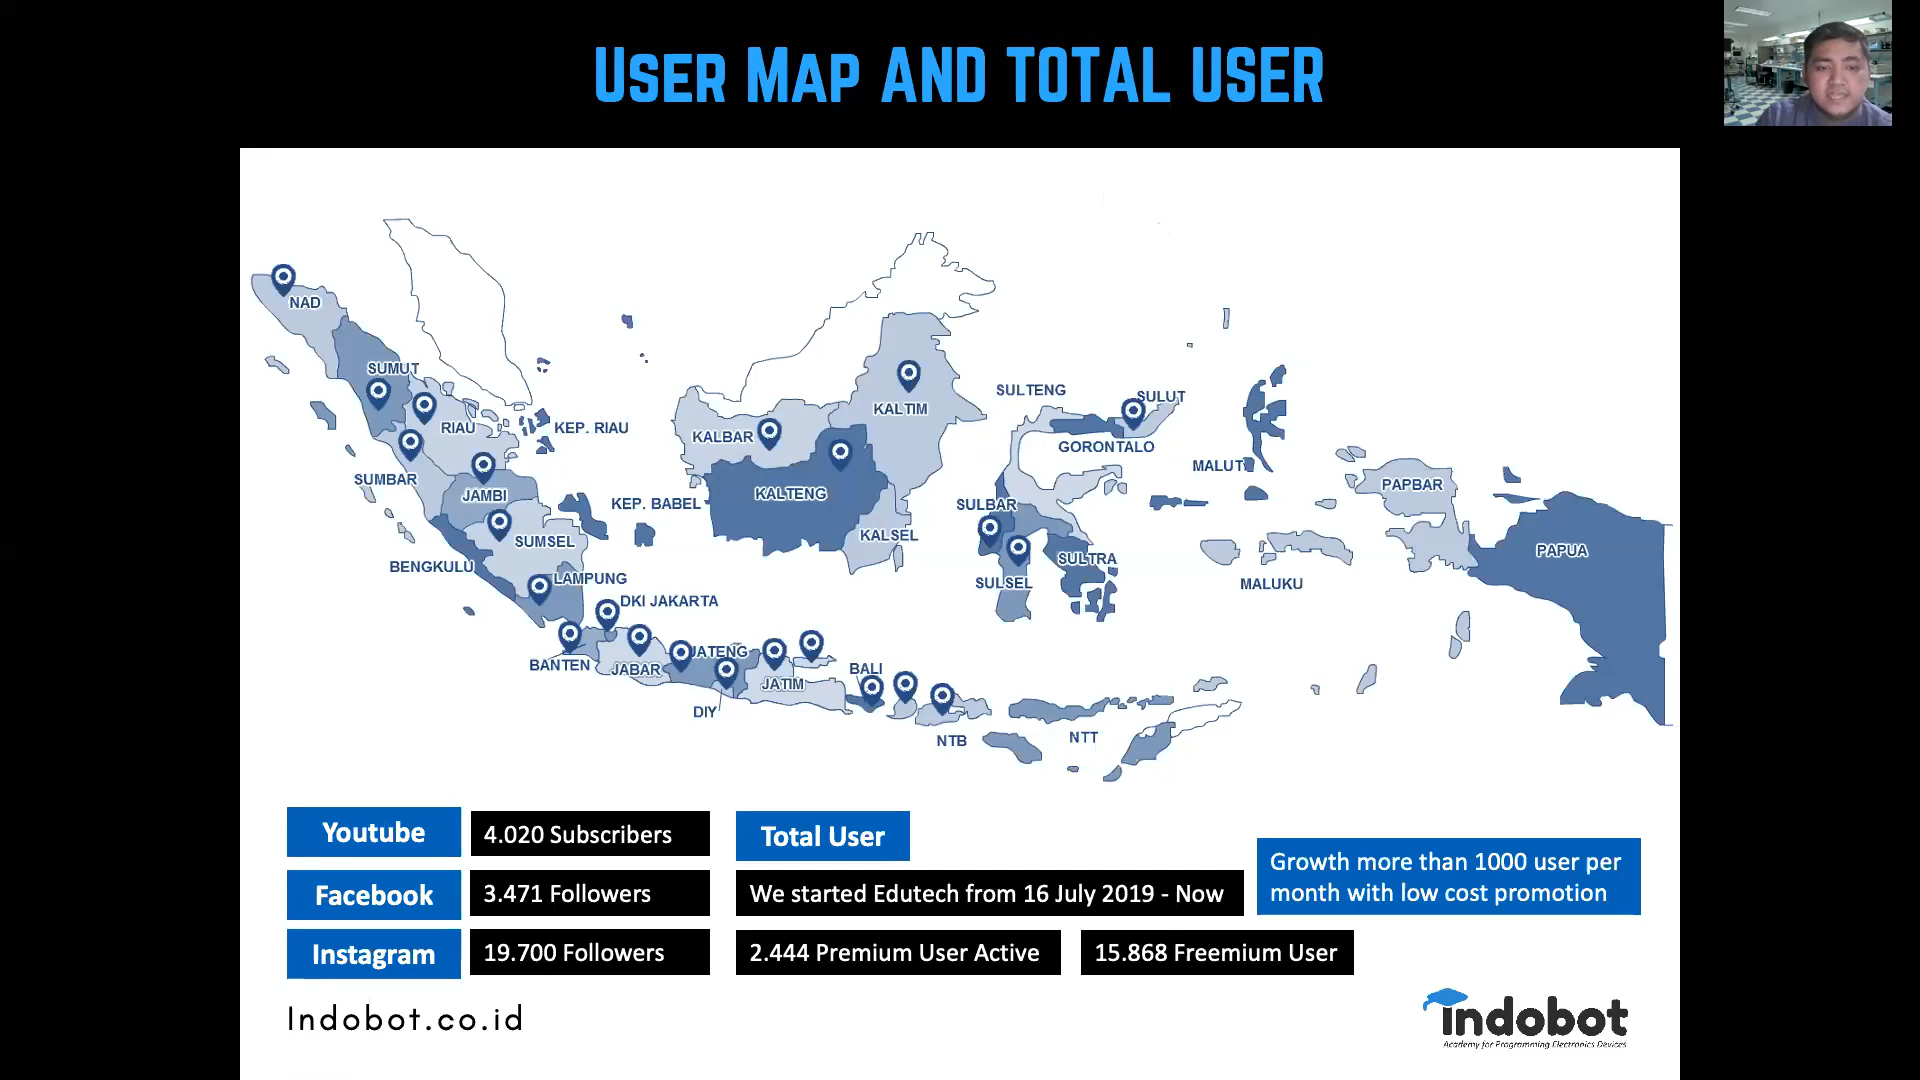 User Map AND TOTAL USER
NAD
SUMUT
RIAU
KEP. RIAU
SUMBAR
JAMBI
KEP. BABEL
SUMSEL
BENGKULU
LAMPUNG
DKI JAKARTA
BANTEN
JABAR
JATENG
DIY
JATIM
BALI
NTB
NTT
KALBAR
KALTENG
KALTIM
KALSEL
SULTENG
SULUT
GORONTALO
SULBAR
SULSEL
SULTRA
MALUT
MALUKU
PAPBAR
PAPUA
Youtube
4.020 Subscribers
Facebook
3.471 Followers
Instagram
19.700 Followers
Total User
We started Edutech from 16 July 2019 - Now
2.444 Premium User Active
15.868 Freemium User
Growth more than 1000 user per
month with low cost promotion
Indobot.co.id
indobot
Academy for Programming Electronics Devices